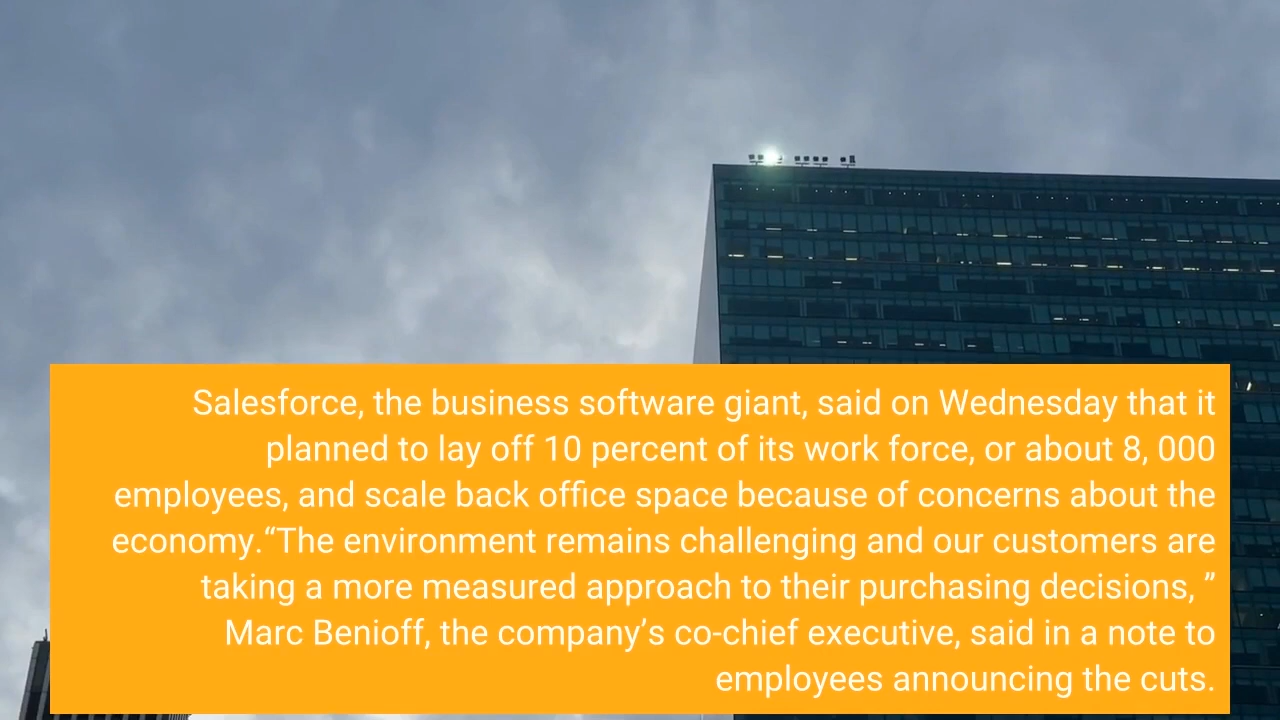 Salesforce, the business software giant, said on Wednesday that it
planned to lay off 10 percent of its work force, or about 8, 000
employees, and scale back office space because of concerns about the
economy.“The environment remains challenging and our customers are
taking a more measured approach to their purchasing decisions, ”
Marc Benioff, the company’s co-chief executive, said in a note to
employees announcing the cuts.